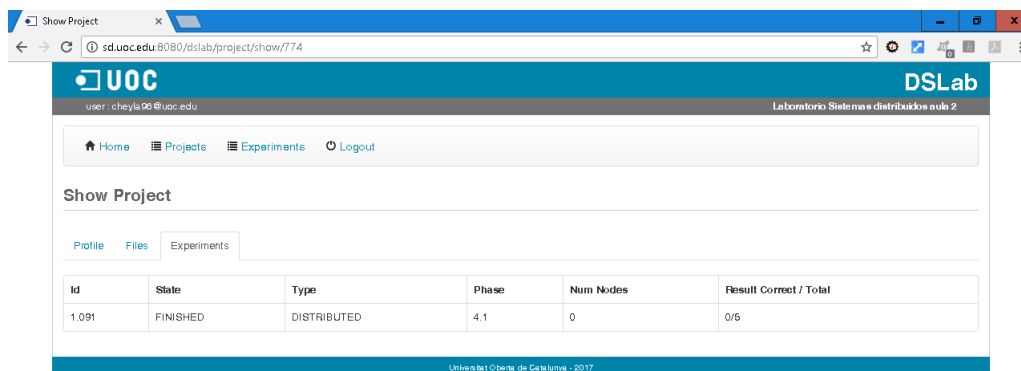 Show Project
sd.uoc.edu:8080/dslab/project/show/774
UOC
DSLab
user : cheyla96@uoc.edu
Laboratorio Sistemas distribuidos aula 2
Home Projects Experiments Logout
Show Project
Profile Files Experiments
Id State Type Phase Num Nodes Result Correct / Total
1.091 FINISHED DISTRIBUTED 4.1 0 0/5
Universitat Oberta de Catalunya - 2017